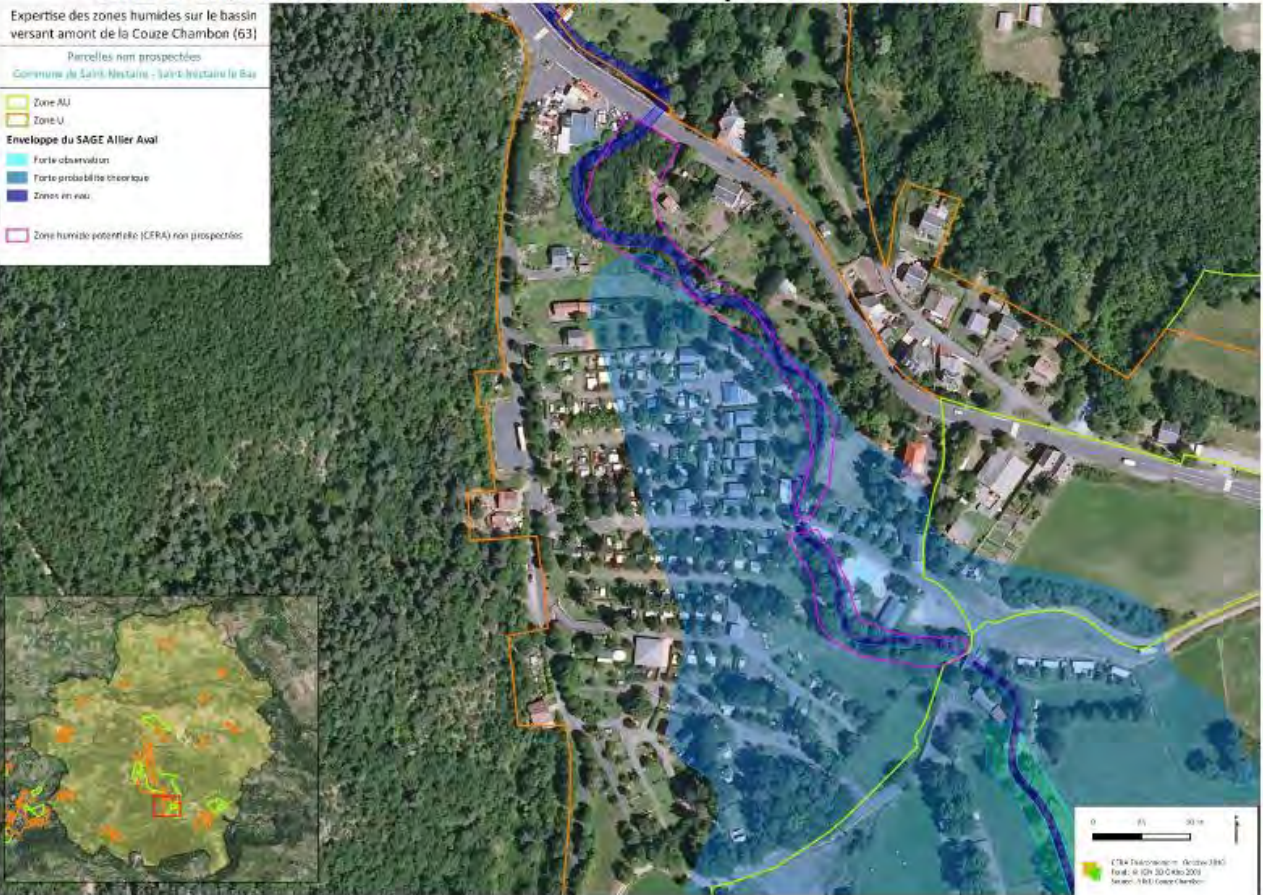 Expertise des zones humides sur le bassin
versant amont de la Couze Chambon (63)
Parcelles non prospectées
Commune de Saint-Nectaire - Saint-Nectaire le Bas
Zone AU
Zone U
Enveloppe du SAGE Allier Aval
Forte observation
Forte probabilité théorique
Zones en eau
Zone humide potentielle (CERA) non prospectées
0
CERA Environnement